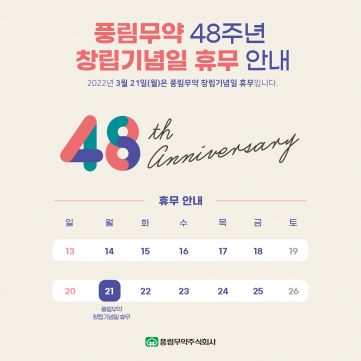 풍림무약 48주년
창립기념일 휴무 안내
2022년 3월 21일(월)은 풍림무약 창립기념일 휴무입니다.
48th Anniversary
휴무 안내
일 월 화 수 목 금 토
13 14 15 16 17 18 19
20 21 22 23 24 25 26
풍림무약
창립기념일 휴무
풍림무약주식회사